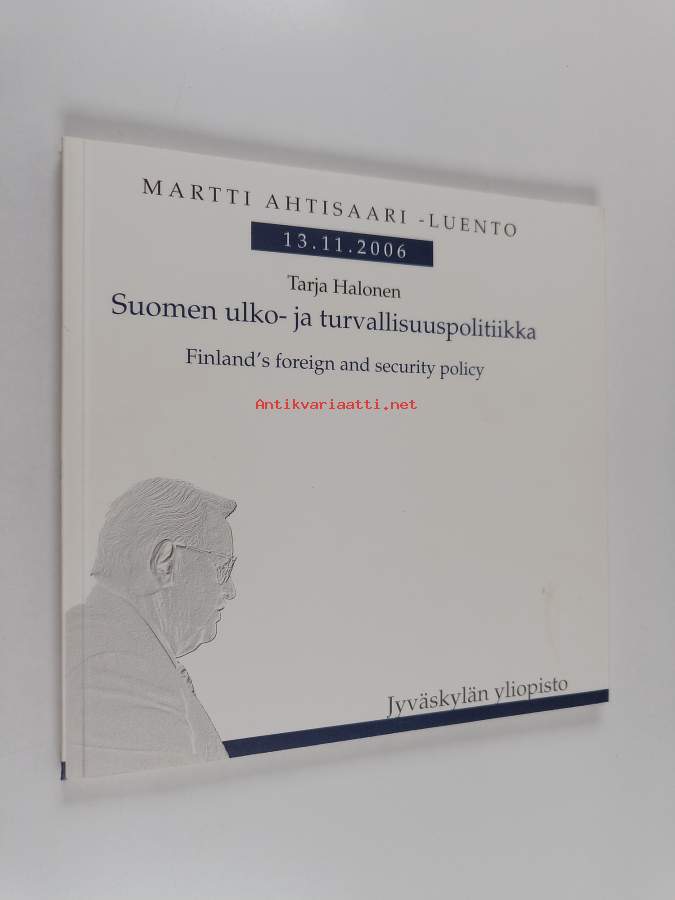 MARTTI AHTISAARI -LUENTO
13.11.2006
Tarja Halonen
Suomen ulko- ja turvallisuuspolitiikka
Finland's foreign and security policy
Antikvariaatti.net
Jyväskylän yliopisto